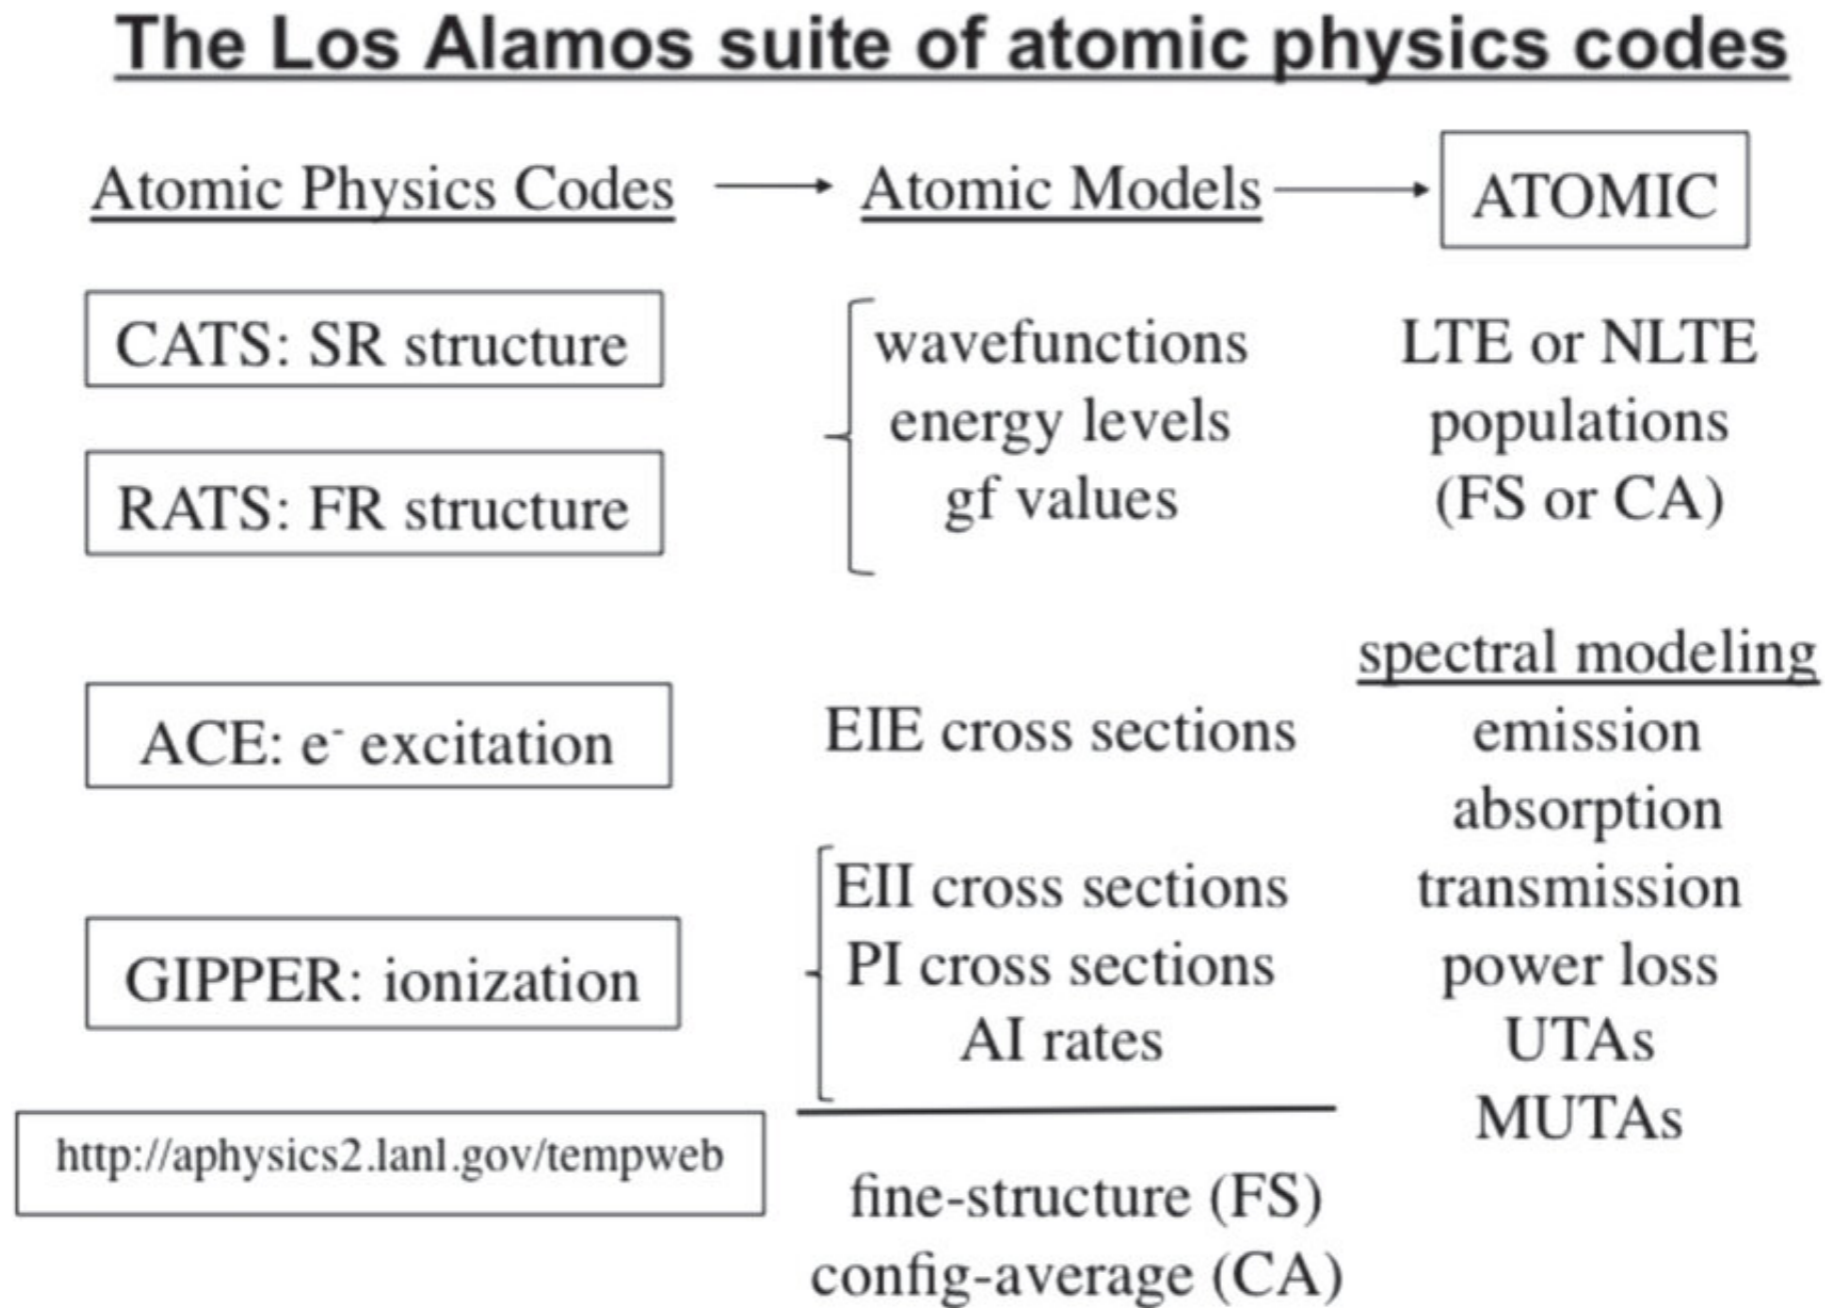 The Los Alamos suite of atomic physics codes
Atomic Physics Codes
Atomic Models
ATOMIC
CATS: SR structure
RATS: FR structure
ACE: e⁻ excitation
GIPPER: ionization
http://aphysics2.lanl.gov/tempweb
wavefunctions
energy levels
gf values
EIE cross sections
EII cross sections
PI cross sections
AI rates
fine-structure (FS)
config-average (CA)
LTE or NLTE
populations
(FS or CA)
spectral modeling
emission
absorption
transmission
power loss
UTAs
MUTAs